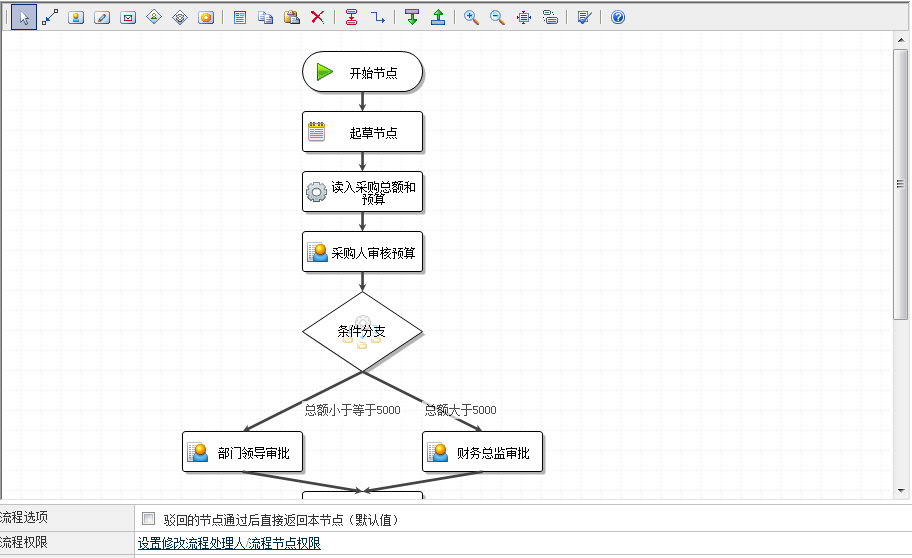 开始节点
起草节点
读入采购总额和
预算
采购人审核预算
条件分支
总额小于等于5000
总额大于5000
部门领导审批
财务总监审批
流程选项
驳回的节点通过后直接返回本节点（默认值）
流程权限
设置修改流程处理人/流程节点权限